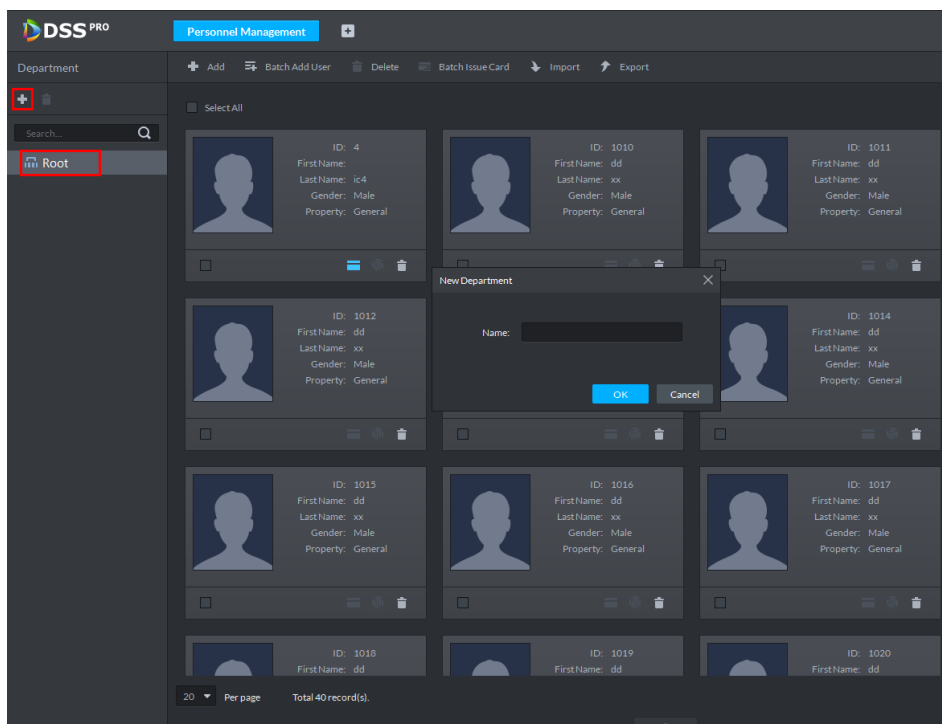 DSS PRO
Personnel Management
Department
Add
Batch Add User
Delete
Batch Issue Card
Import
Export
Search...
Root
Select All
ID: 4
First Name:
Last Name: ic4
Gender: Male
Property: General
ID: 1010
First Name: dd
Last Name: xx
Gender: Male
Property: General
ID: 1011
First Name: dd
Last Name: xx
Gender: Male
Property: General
ID: 1012
First Name: dd
Last Name: xx
Gender: Male
Property: General
New Department
Name:
OK
Cancel
ID: 1014
First Name: dd
Last Name: xx
Gender: Male
Property: General
ID: 1015
First Name: dd
Last Name: xx
Gender: Male
Property: General
ID: 1016
First Name: dd
Last Name: xx
Gender: Male
Property: General
ID: 1017
First Name: dd
Last Name: xx
Gender: Male
Property: General
ID: 1018
First Name: dd
ID: 1019
First Name: dd
ID: 1020
First Name: dd
20
Per page
Total 40 record(s).